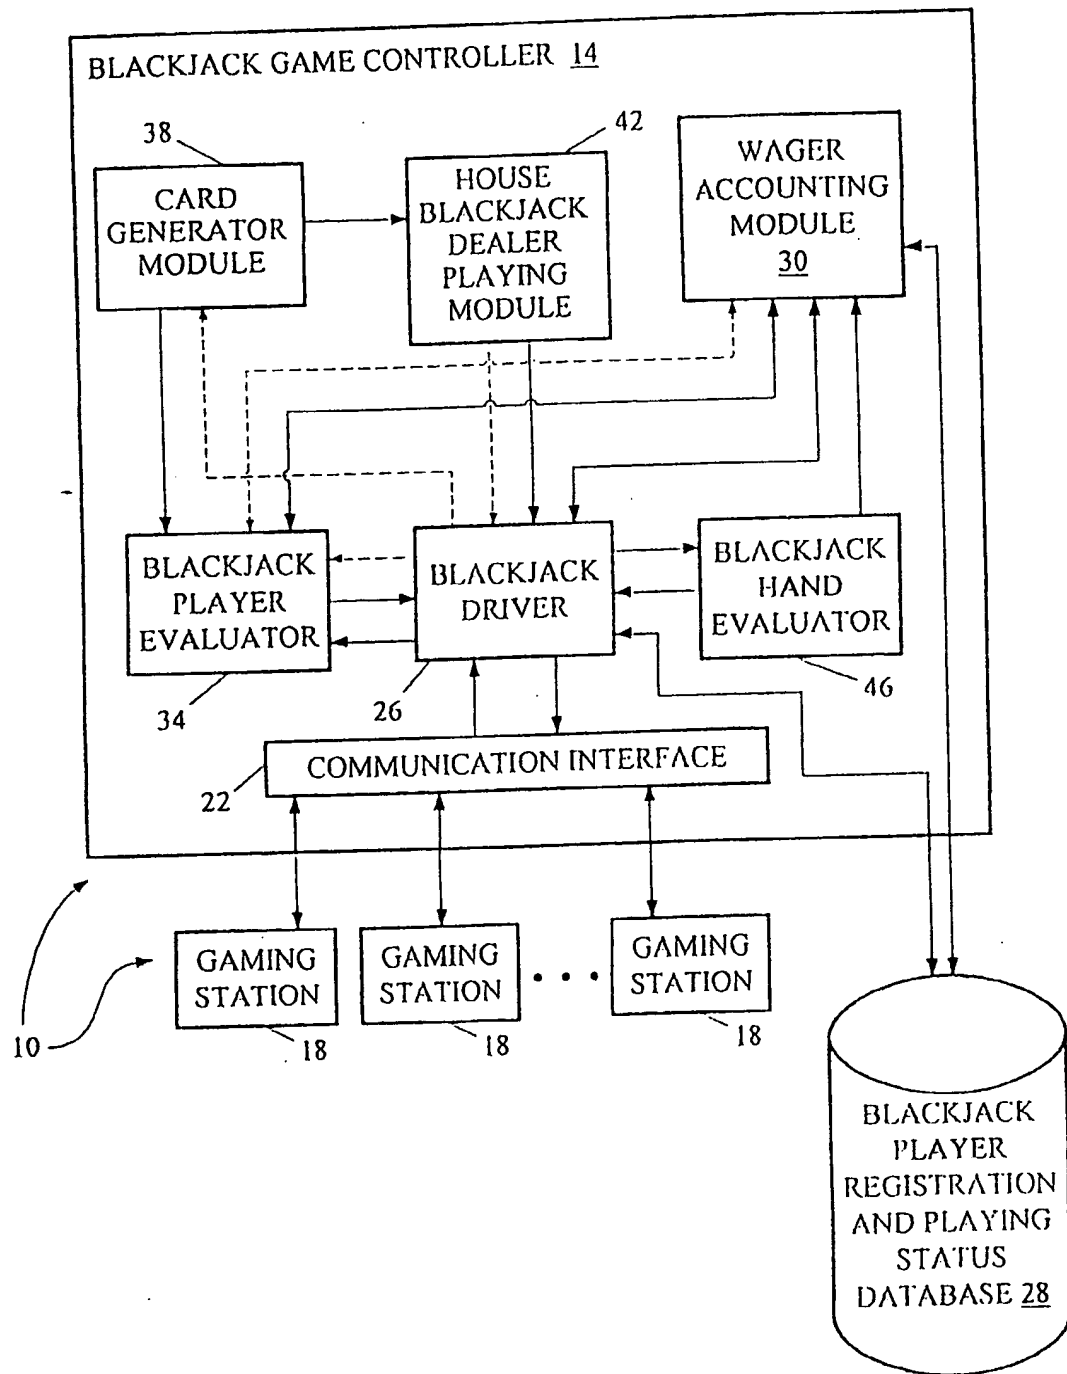 BLACKJACK GAME CONTROLLER 14
38
42
CARD
GENERATOR
MODULE
HOUSE
BLACKJACK
DEALER
PLAYING
MODULE
WAGER
ACCOUNTING
MODULE
30
BLACKJACK
PLAYER
EVALUATOR
BLACKJACK
DRIVER
BLACKJACK
HAND
EVALUATOR
34
26
46
COMMUNICATION INTERFACE
22
GAMING
STATION
GAMING
STATION
GAMING
STATION
10
18
18
18
BLACKJACK
PLAYER
REGISTRATION
AND PLAYING
STATUS
DATABASE 28